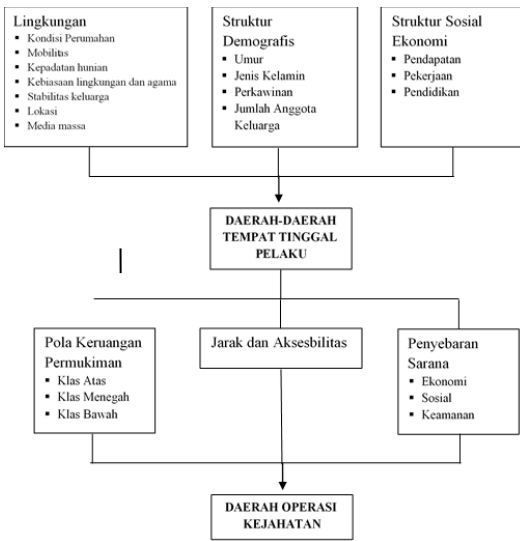 Lingkungan
▪ Kondisi Perumahan
▪ Mobilitas
▪ Kepadatan hunian
▪ Kebiasaan lingkungan dan agama
▪ Stabilitas keluarga
▪ Lokasi
▪ Media massa
Struktur
Demografis
▪ Umur
▪ Jenis Kelamin
▪ Perkawinan
▪ Jumlah Anggota
Keluarga
Struktur Sosial
Ekonomi
▪ Pendapatan
▪ Pekerjaan
▪ Pendidikan
DAERAH-DAERAH
TEMPAT TINGGAL
PELAKU
Pola Keruangan
Permukiman
▪ Klas Atas
▪ Klas Menegah
▪ Klas Bawah
Jarak dan Aksesbilitas
Penyebaran
Sarana
▪ Ekonomi
▪ Sosial
▪ Keamanan
DAERAH OPERASI
KEJAHATAN